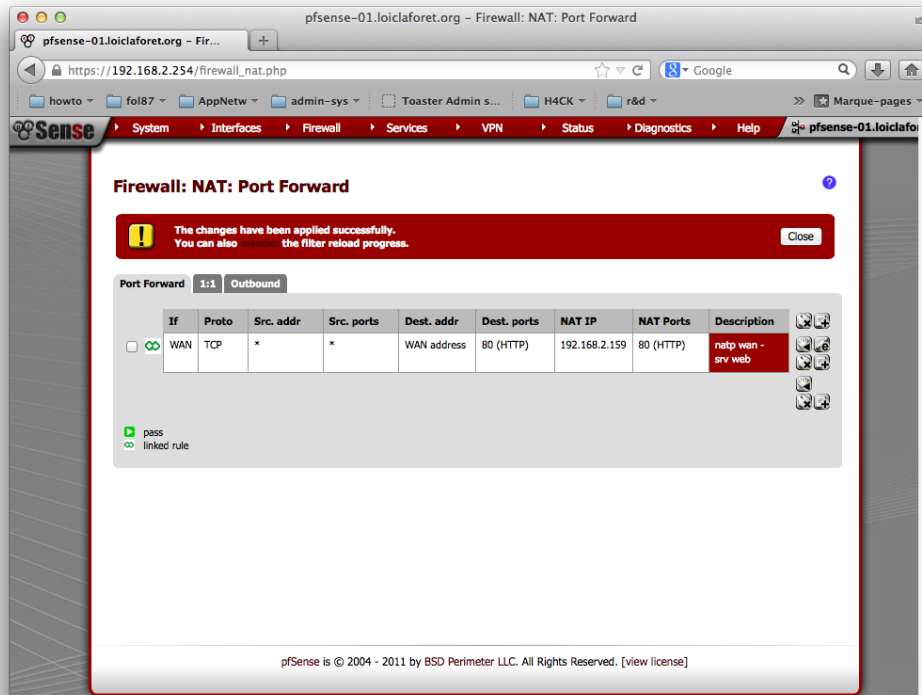 pfsense-01.loiclaforet.org – Firewall: NAT: Port Forward
pfsense-01.loiclaforet.org – Fir...
https://192.168.2.254/firewall_nat.php
Google
howto
fol87
AppNetw
admin-sys
Toaster Admin s...
H4CK
r&d
Marque-pages
Sense
System
Interfaces
Firewall
Services
VPN
Status
Diagnostics
Help
pfsense-01.loiclafo
Firewall: NAT: Port Forward
?
The changes have been applied successfully.
You can also monitor the filter reload progress.
Close
Port Forward 1:1 Outbound
If Proto Src. addr Src. ports Dest. addr Dest. ports NAT IP NAT Ports Description
WAN TCP * * WAN address 80 (HTTP) 192.168.2.159 80 (HTTP) natp wan -
srv web
pass
linked rule
pfSense is © 2004 - 2011 by BSD Perimeter LLC. All Rights Reserved. [view license]